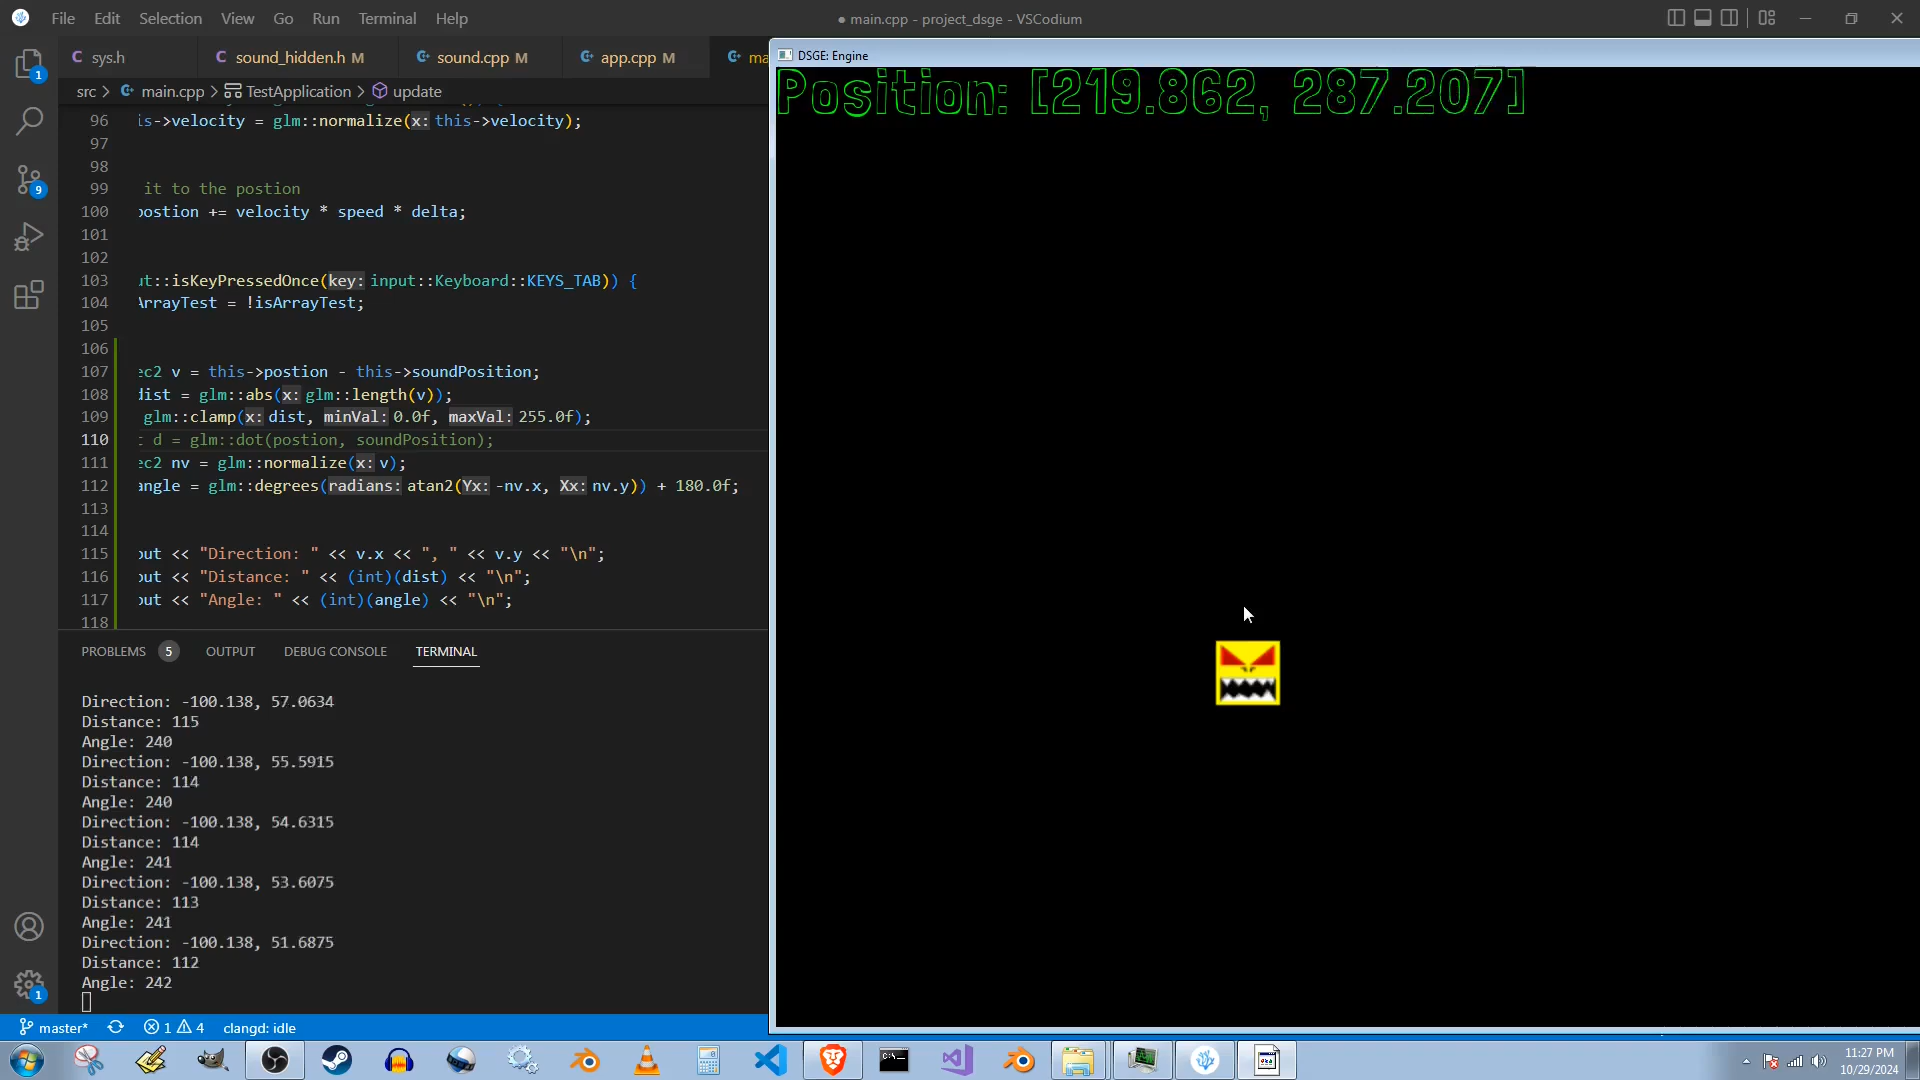 File Edit Selection View Go Run Terminal Help
● main.cpp - project_dsge - VSCodium
sys.h
sound_hidden.h M
sound.cpp M
app.cpp M
DSGE: Engine
src > main.cpp > TestApplication > update
Position: [219.862, 287.207]
96 is->velocity = glm::normalize(x: this->velocity);
97
98
99 it to the postion
100 postion += velocity * speed * delta;
101
102
103 ut::isKeyPressedOnce(key: input::Keyboard::KEYS_TAB)) {
104 ArrayTest = !isArrayTest;
105
106
107 ec2 v = this->postion - this->soundPosition;
108 dist = glm::abs(x: glm::length(v));
109 glm::clamp(x: dist, minVal: 0.0f, maxVal: 255.0f);
110 t d = glm::dot(postion, soundPosition);
111 ec2 nv = glm::normalize(x: v);
112 angle = glm::degrees(radians: atan2(Yx: -nv.x, Xx: nv.y)) + 180.0f;
113
114
115 out << "Direction: " << v.x << ", " << v.y << "\n";
116 out << "Distance: " << (int)(dist) << "\n";
117 out << "Angle: " << (int)(angle) << "\n";
118
PROBLEMS 5 OUTPUT DEBUG CONSOLE TERMINAL
Direction: -100.138, 57.0634
Distance: 115
Angle: 240
Direction: -100.138, 55.5915
Distance: 114
Angle: 240
Direction: -100.138, 54.6315
Distance: 114
Angle: 241
Direction: -100.138, 53.6075
Distance: 113
Angle: 241
Direction: -100.138, 51.6875
Distance: 112
Angle: 242
1
9
1
master* 1 4 clangd: idle
11:27 PM
10/29/2024